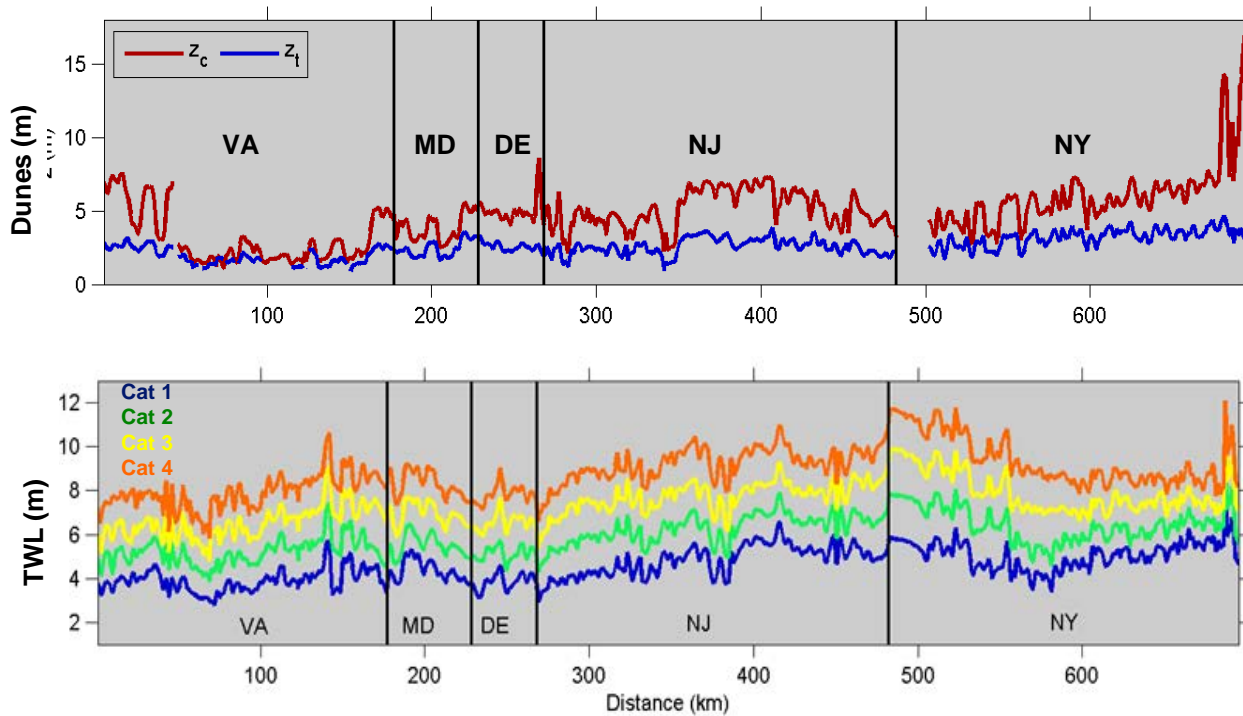 z_c z_t
15
10
5
0
Dunes (m)
z (m)
VA MD DE NJ NY
100 200 300 400 500 600
Cat 1
Cat 2
Cat 3
Cat 4
12
10
8
6
4
2
TWL (m)
VA MD DE NJ NY
100 200 300 400 500 600
Distance (km)